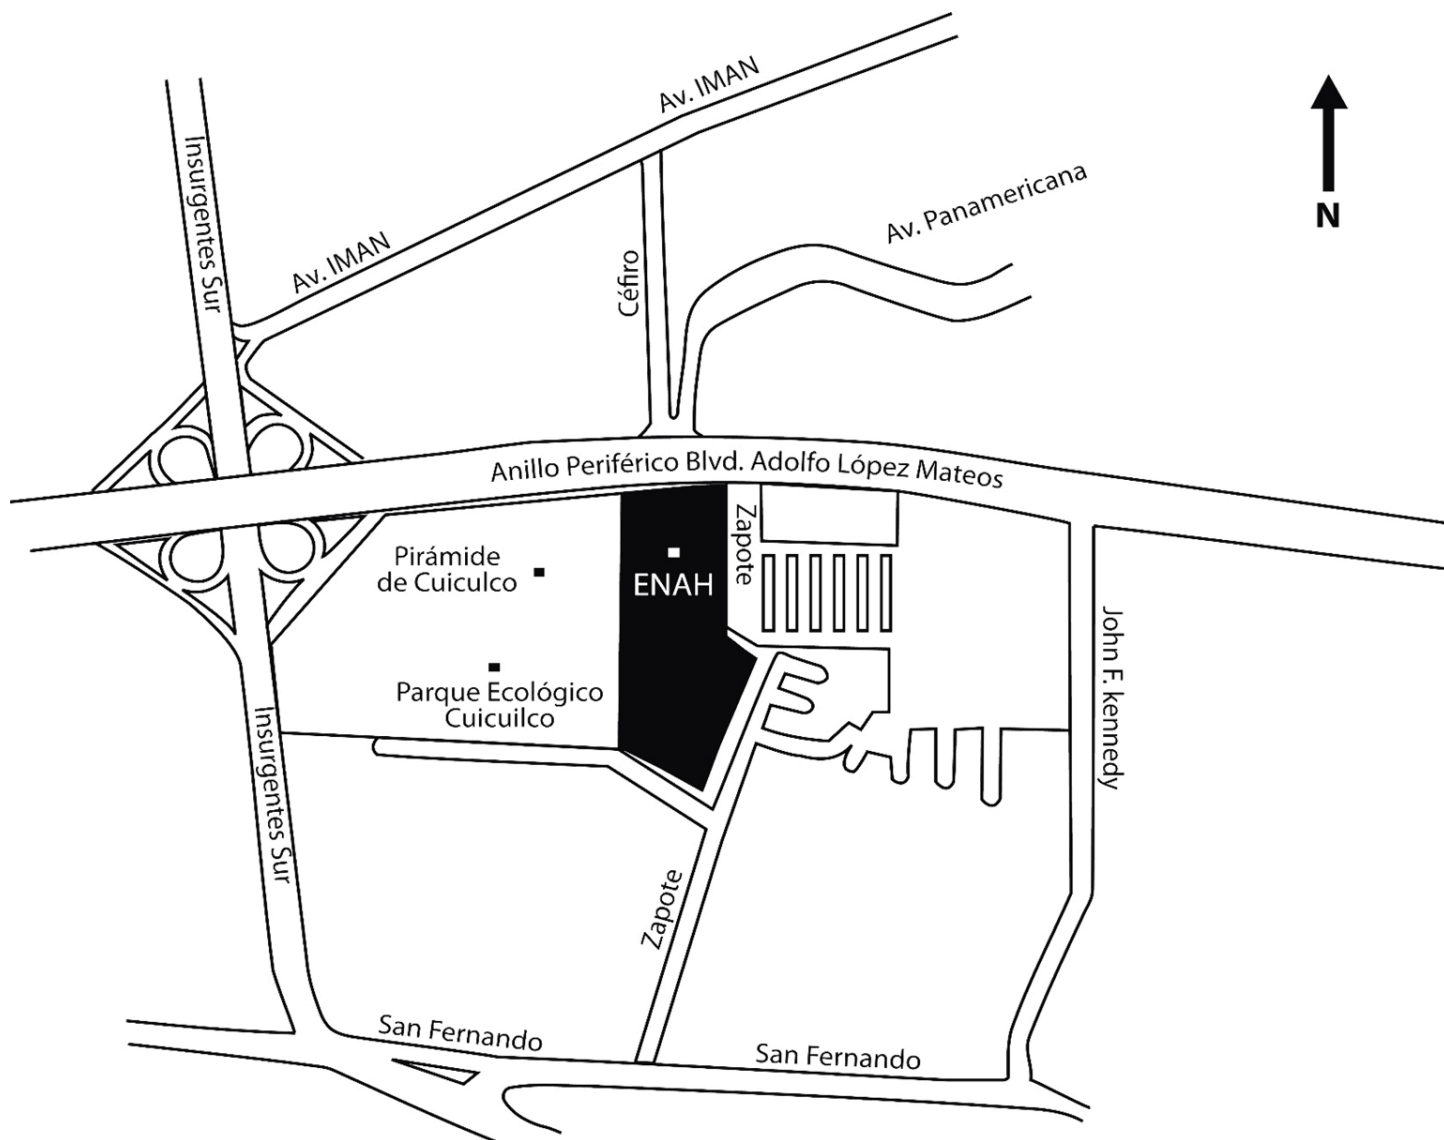 Av. IMAN
Insurgentes Sur
Av. IMAN
Av. Panamericana
N
Céfiro
Anillo Periférico Blvd. Adolfo López Mateos
Zapote
Pirámide
de Cuiculco
ENAH
Parque Ecológico
Cuicuilco
John F. kennedy
Insurgentes Sur
Zapote
San Fernando
San Fernando